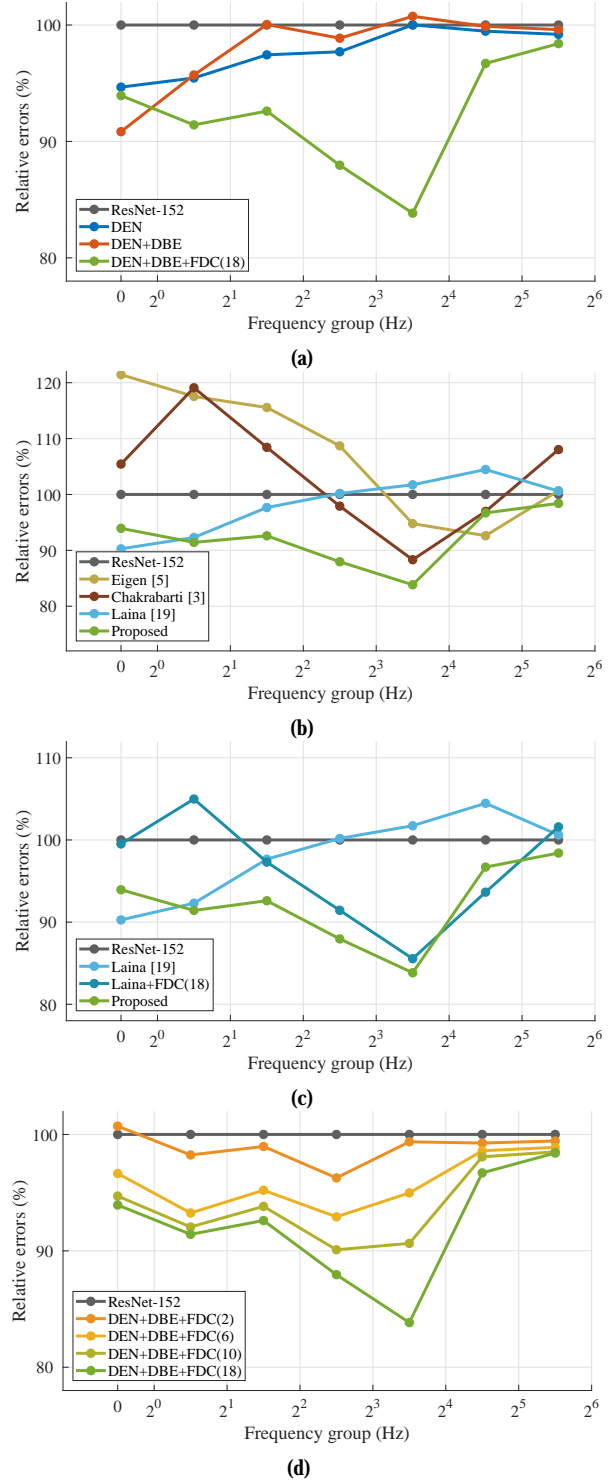 100
90
80
Relative errors (%)
ResNet-152
DEN
DEN+DBE
DEN+DBE+FDC(18)
0 2^0 2^1 2^2 2^3 2^4 2^5 2^6
Frequency group (Hz)
(a)
120
110
100
90
80
Relative errors (%)
ResNet-152
Eigen [5]
Chakrabarti [3]
Laina [19]
Proposed
0 2^0 2^1 2^2 2^3 2^4 2^5 2^6
Frequency group (Hz)
(b)
110
100
90
80
Relative errors (%)
ResNet-152
Laina [19]
Laina+FDC(18)
Proposed
0 2^0 2^1 2^2 2^3 2^4 2^5 2^6
Frequency group (Hz)
(c)
100
90
80
Relative errors (%)
ResNet-152
DEN+DBE+FDC(2)
DEN+DBE+FDC(6)
DEN+DBE+FDC(10)
DEN+DBE+FDC(18)
0 2^0 2^1 2^2 2^3 2^4 2^5 2^6
Frequency group (Hz)
(d)